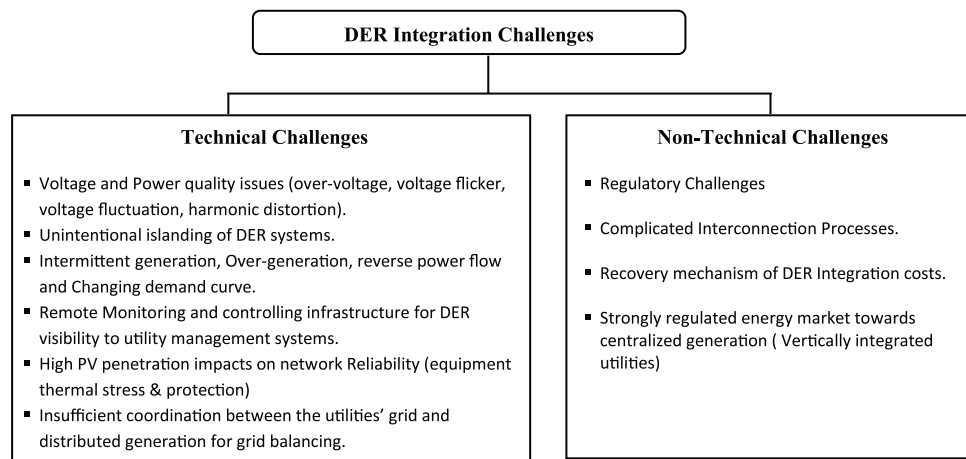 DER Integration Challenges
Technical Challenges
▪ Voltage and Power quality issues (over-voltage, voltage flicker,
voltage fluctuation, harmonic distortion).
▪ Unintentional islanding of DER systems.
▪ Intermittent generation, Over-generation, reverse power flow
and Changing demand curve.
▪ Remote Monitoring and controlling infrastructure for DER
visibility to utility management systems.
▪ High PV penetration impacts on network Reliability (equipment
thermal stress & protection)
▪ Insufficient coordination between the utilities’ grid and
distributed generation for grid balancing.
Non-Technical Challenges
▪ Regulatory Challenges
▪ Complicated Interconnection Processes.
▪ Recovery mechanism of DER Integration costs.
▪ Strongly regulated energy market towards
centralized generation ( Vertically integrated
utilities)